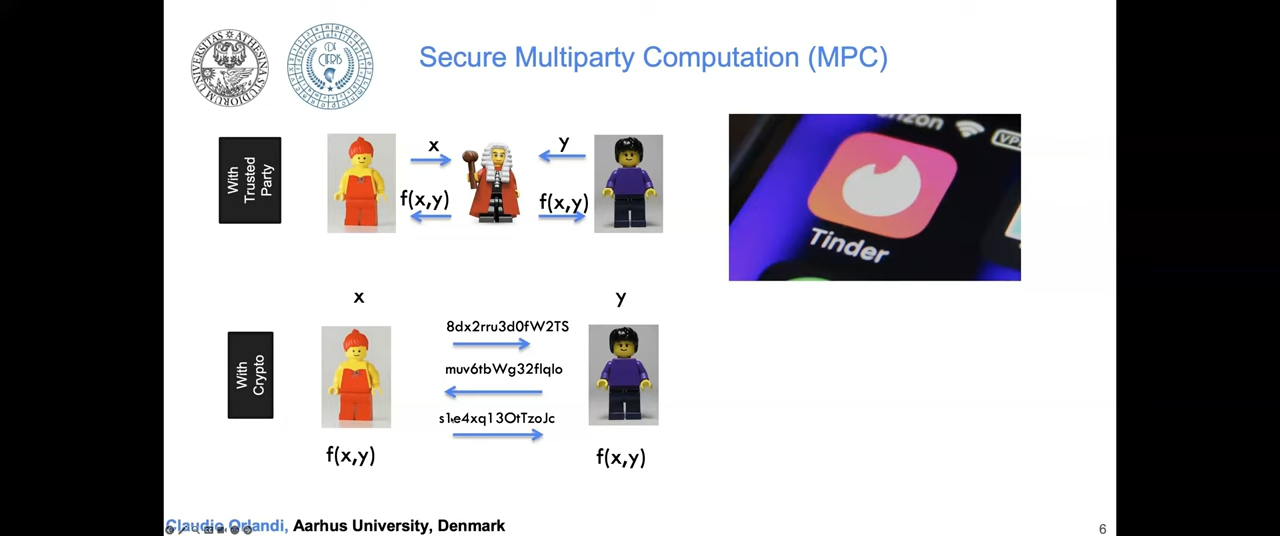 Secure Multiparty Computation (MPC)
With
Trusted
Party
x
y
f(x,y)
f(x,y)
Tinder
x
y
With
Crypto
8dx2rru3d0fW2TS
muv6tbWg32flqlo
s1e4xq13OtTzoJc
f(x,y)
f(x,y)
Claudio Orlandi, Aarhus University, Denmark
6